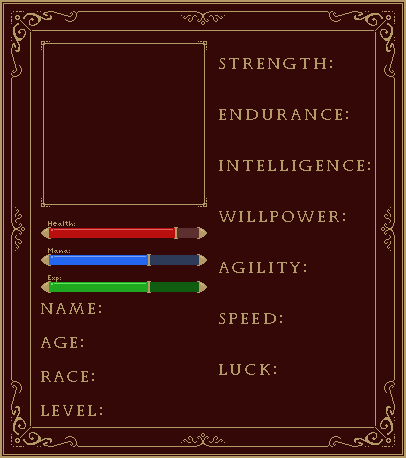 Health:
Mana:
Exp:
NAME:
AGE:
RACE:
LEVEL:
STRENGTH:
ENDURANCE:
INTELLIGENCE:
WILLPOWER:
AGILITY:
SPEED:
LUCK: